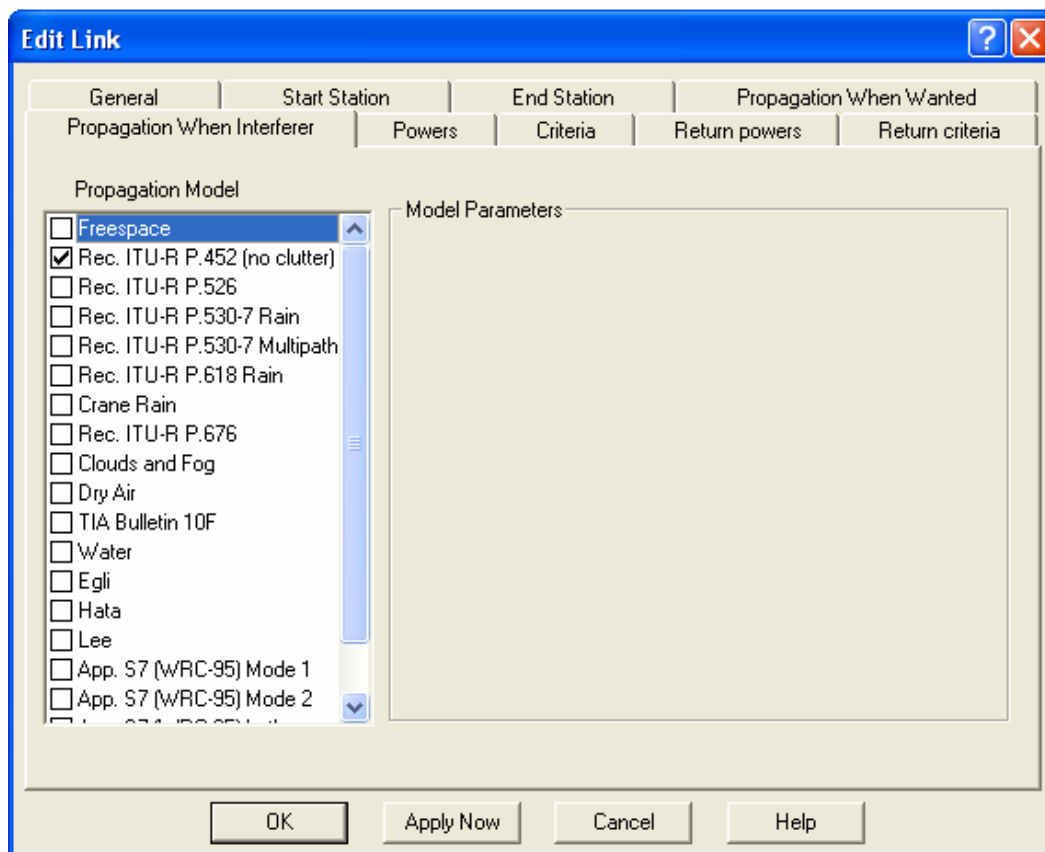 Edit Link
General Start Station End Station Propagation When Wanted
Propagation When Interferer Powers Criteria Return powers Return criteria
Propagation Model
Model Parameters
Freespace
Rec. ITU-R P.452 (no clutter)
Rec. ITU-R P.526
Rec. ITU-R P.530-7 Rain
Rec. ITU-R P.530-7 Multipath
Rec. ITU-R P.618 Rain
Crane Rain
Rec. ITU-R P.676
Clouds and Fog
Dry Air
TIA Bulletin 10F
Water
Egli
Hata
Lee
App. S7 (WRC-95) Mode 1
App. S7 (WRC-95) Mode 2
OK Apply Now Cancel Help